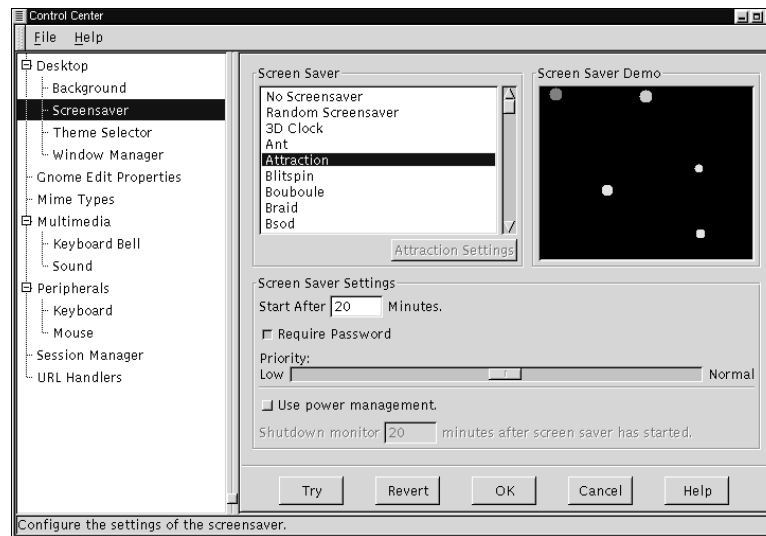 Control Center
File Help
Desktop
Background
Screensaver
Theme Selector
Window Manager
Gnome Edit Properties
Mime Types
Multimedia
Keyboard Bell
Sound
Peripherals
Keyboard
Mouse
Session Manager
URL Handlers
Screen Saver
No Screensaver
Random Screensaver
3D Clock
Ant
Attraction
Blitspin
Bouboule
Braid
Bsod
Attraction Settings
Screen Saver Demo
Screen Saver Settings
Start After 20 Minutes.
Require Password
Priority:
Low Normal
Use power management.
Shutdown monitor 20 minutes after screen saver has started.
Try Revert OK Cancel Help
Configure the settings of the screensaver.